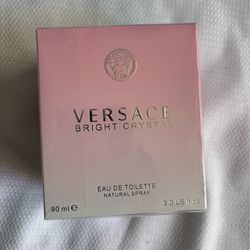 VERSACE
BRIGHT CRYSTAL
EAU DE TOILETTE
NATURAL SPRAY
90 ml ℮ 3.0 US fl oz